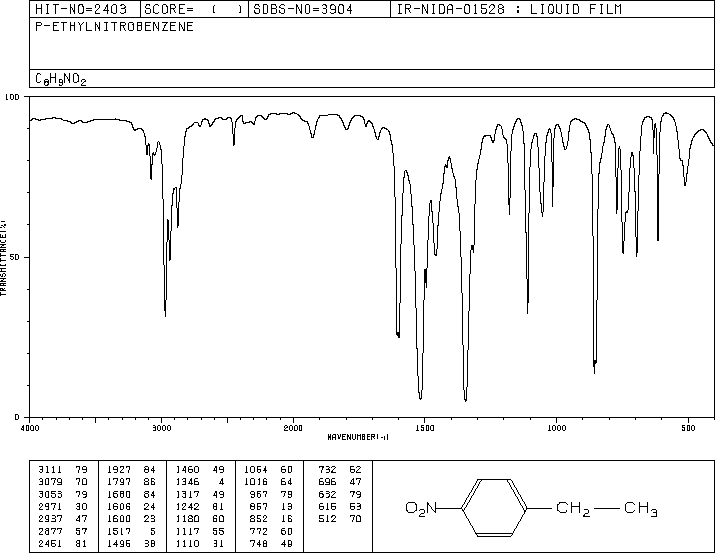 HIT-NO=2403 SCORE= ( ) SDBS-NO=3904 IR-NIDA-01528 : LIQUID FILM
P-ETHYLNITROBENZENE
C8H9NO2
100
50
0
TRANSMITTANCE(%)
4000 3000 2000 1500 1000 500
WAVENUMBER(-1)
3111 79 1927 84 1460 49 1054 60 732 62
3079 70 1797 86 1346 4 1016 64 696 47
3053 79 1680 84 1317 49 967 79 632 79
2971 30 1606 24 1242 81 857 13 615 53
2937 47 1600 23 1180 60 852 16 512 70
2877 57 1517 5 1117 55 772 60
2451 81 1495 38 1110 31 748 49
O2N CH2 CH3